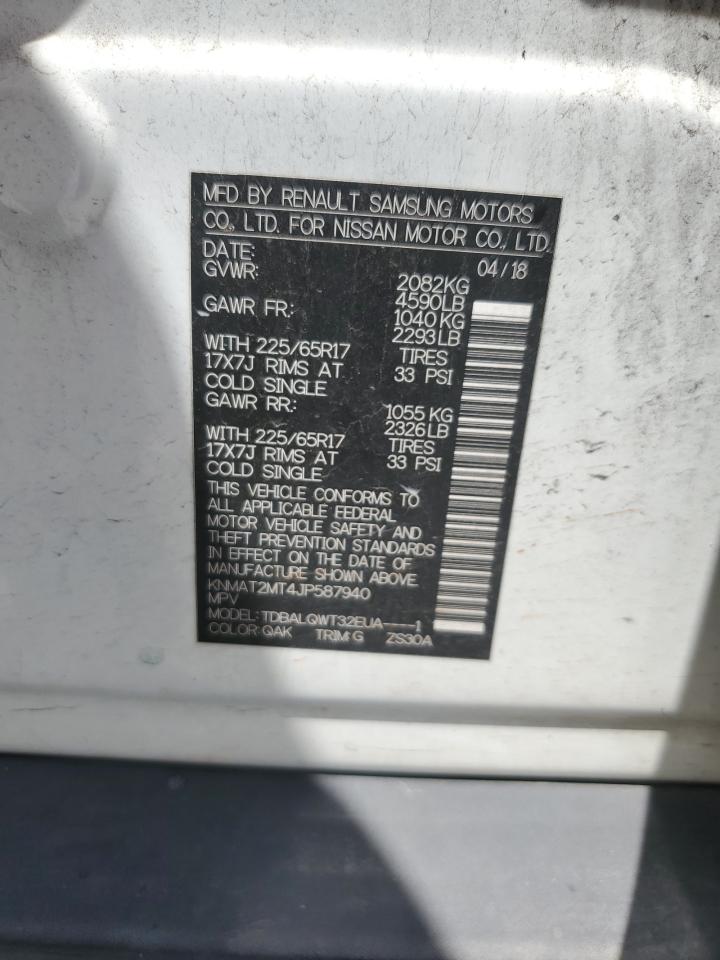 MFD BY RENAULT SAMSUNG MOTORS
CO., LTD. FOR NISSAN MOTOR CO., LTD.
DATE: 04/18
GVWR: 2082KG
4590LB
GAWR FR: 1040KG
2293LB
WITH 225/65R17 TIRES
17X7J RIMS AT 33 PSI
COLD SINGLE
GAWR RR: 1055 KG
2326LB
WITH 225/65R17 TIRES
17X7J RIMS AT 33 PSI
COLD SINGLE
THIS VEHICLE CONFORMS TO
ALL APPLICABLE FEDERAL
MOTOR VEHICLE SAFETY AND
THEFT PREVENTION STANDARDS
IN EFFECT ON THE DATE OF
MANUFACTURE SHOWN ABOVE.
KNMAT2MT4JP587940
MPV
MODEL: TDBALQWT32EUA----1
COLOR: QAK TRIM: G ZS30A